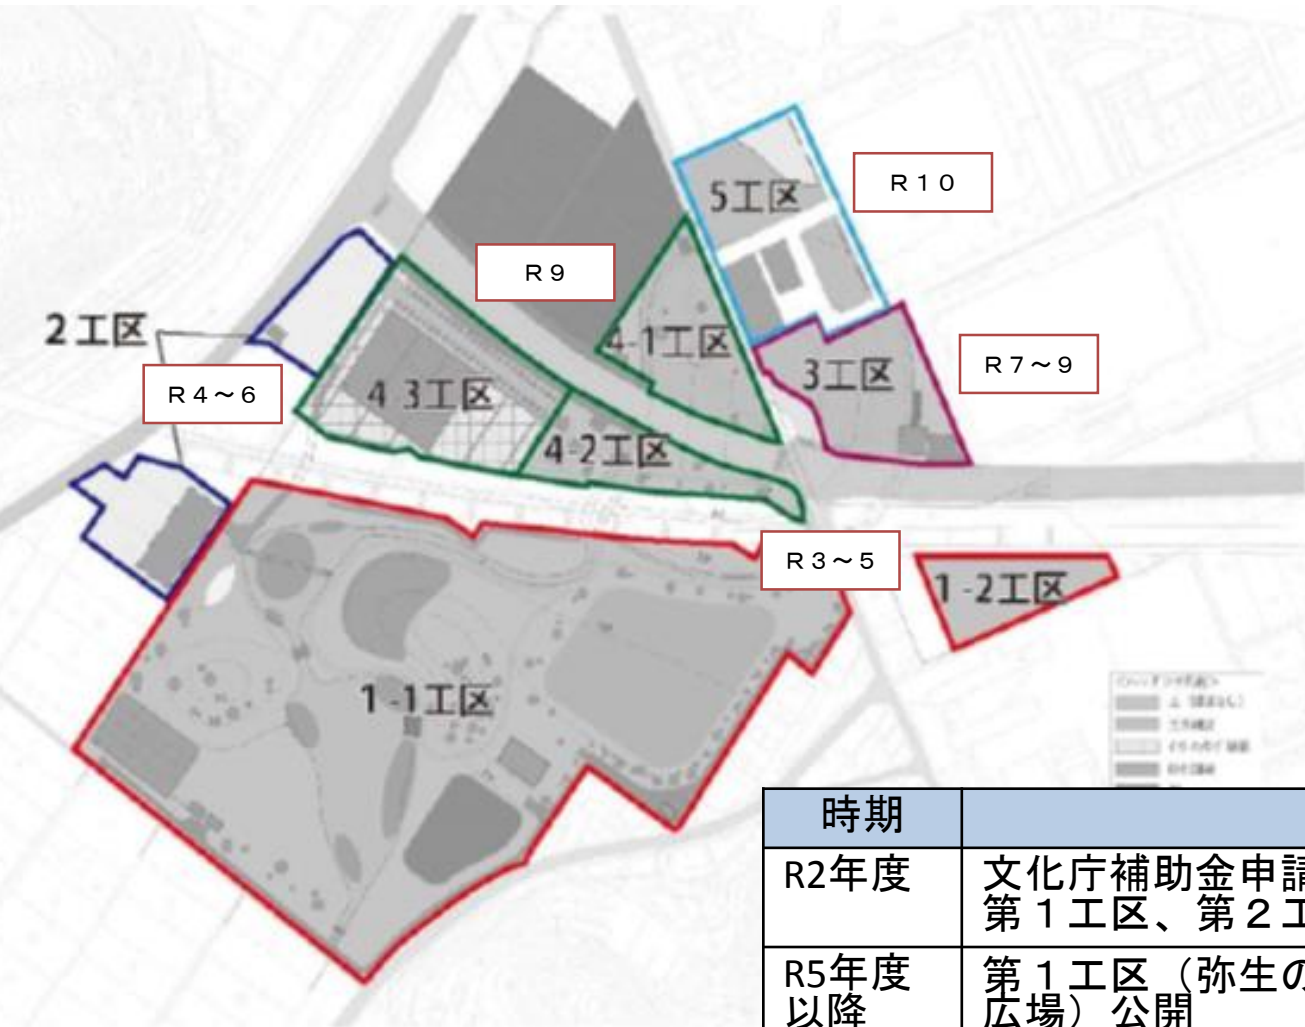 5工区
R10
R9
4-1工区
2工区
R7～9
3工区
R4～6
4 3工区
4-2工区
R3～5
1-2工区
1-1工区
時期
R2年度
文化庁補助金申請
第1工区、第2工
R5年度
以降
第1工区（弥生の
広場）公開